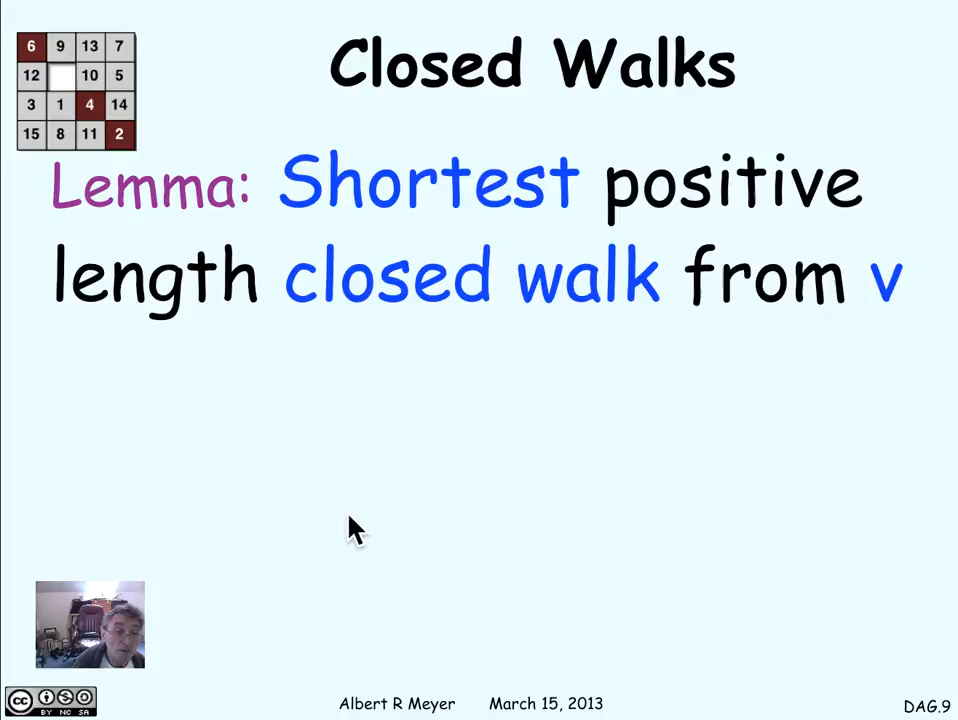 6 9 13 7
12 10 5
3 1 4 14
15 8 11 2
Closed Walks
Lemma: Shortest positive
length closed walk from v
cc BY NC SA
Albert R Meyer March 15, 2013
DAG.9